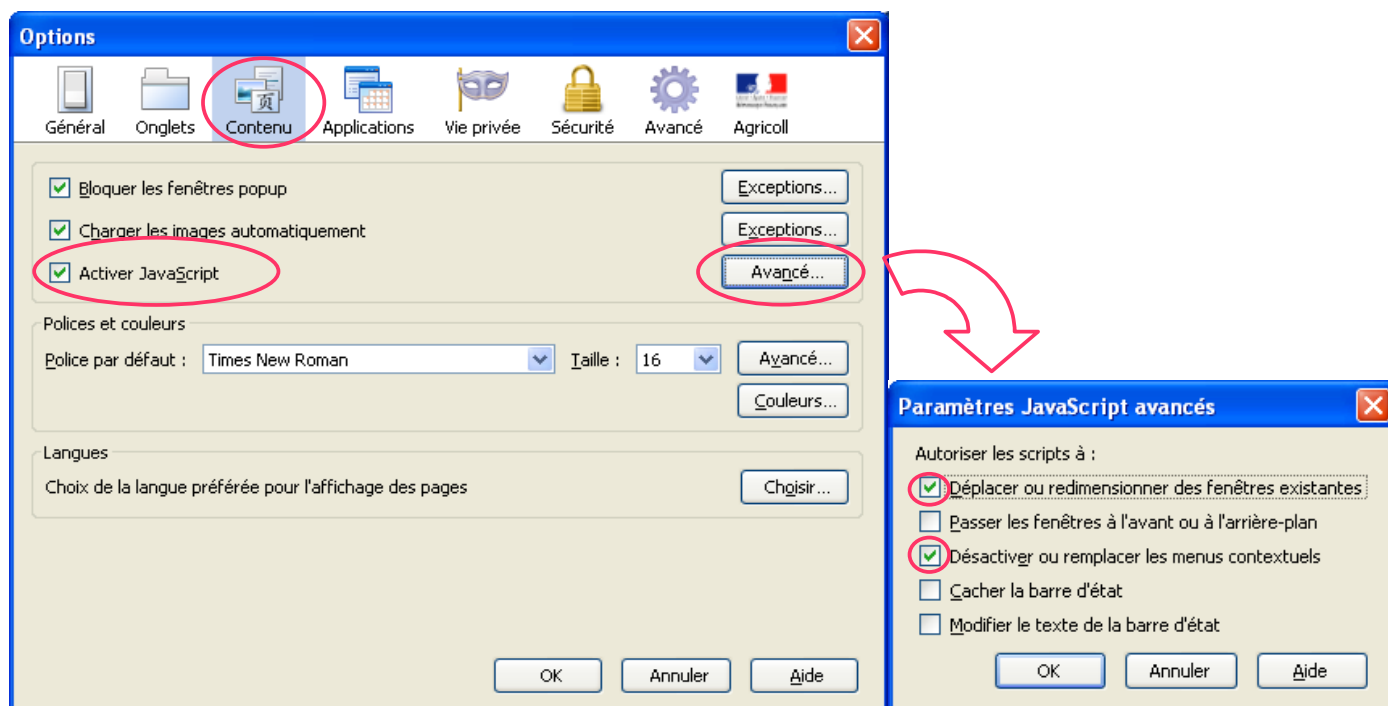 Options
Général Onglets Contenu Applications Vie privée Sécurité Avancé Agricoll
页
Bloquer les fenêtres popup Exceptions...
Charger les images automatiquement Exceptions...
Activer JavaScript Avancé...
Polices et couleurs
Police par défaut : Times New Roman Taille : 16 Avancé...
Couleurs...
Langues
Choix de la langue préférée pour l'affichage des pages Choisir...
OK Annuler Aide
Paramètres JavaScript avancés
Autoriser les scripts à :
Déplacer ou redimensionner des fenêtres existantes
Passer les fenêtres à l'avant ou à l'arrière-plan
Désactiver ou remplacer les menus contextuels
Cacher la barre d'état
Modifier le texte de la barre d'état
OK Annuler Aide